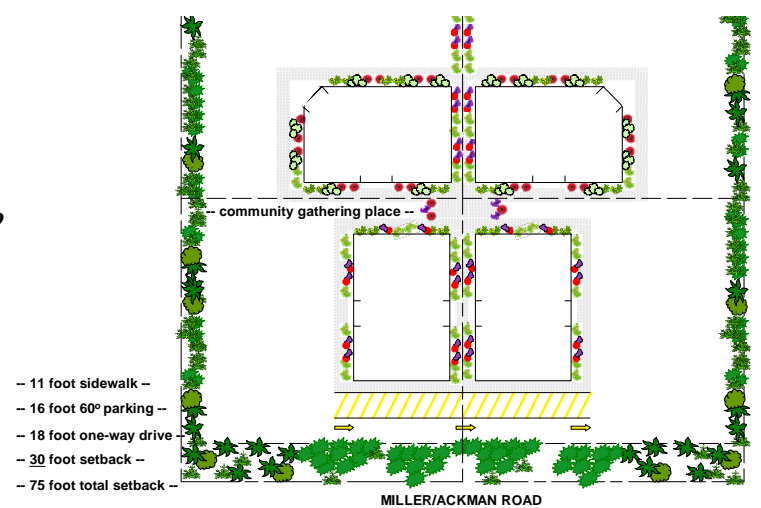 -- community gathering place --
-- 11 foot sidewalk --
-- 16 foot 60º parking --
-- 18 foot one-way drive --
-- 30 foot setback --
-- 75 foot total setback --
MILLER/ACKMAN ROAD